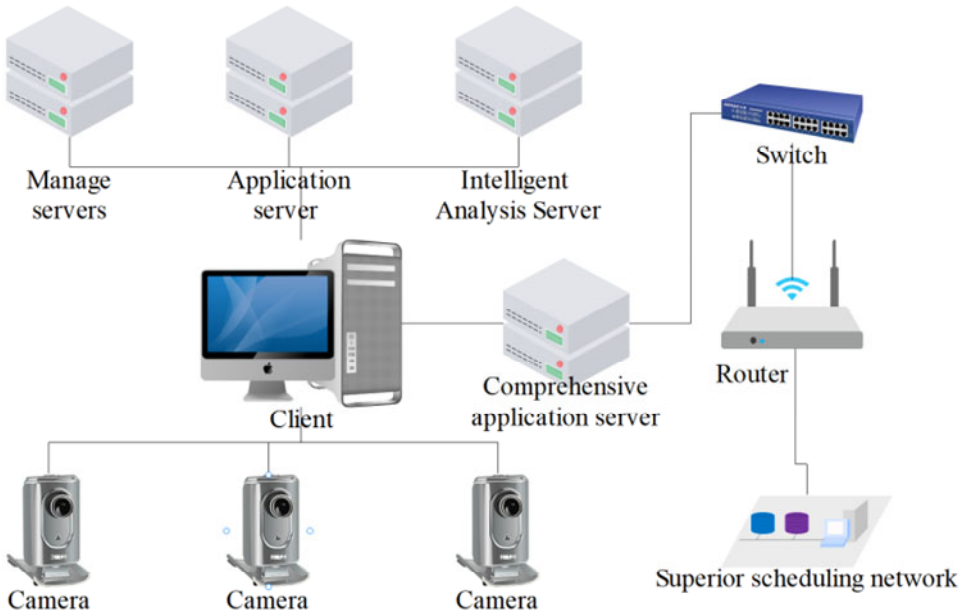 Manage
servers
Application
server
Intelligent
Analysis Server
Switch
Router
Client
Comprehensive
application server
Camera
Camera
Camera
Superior scheduling network